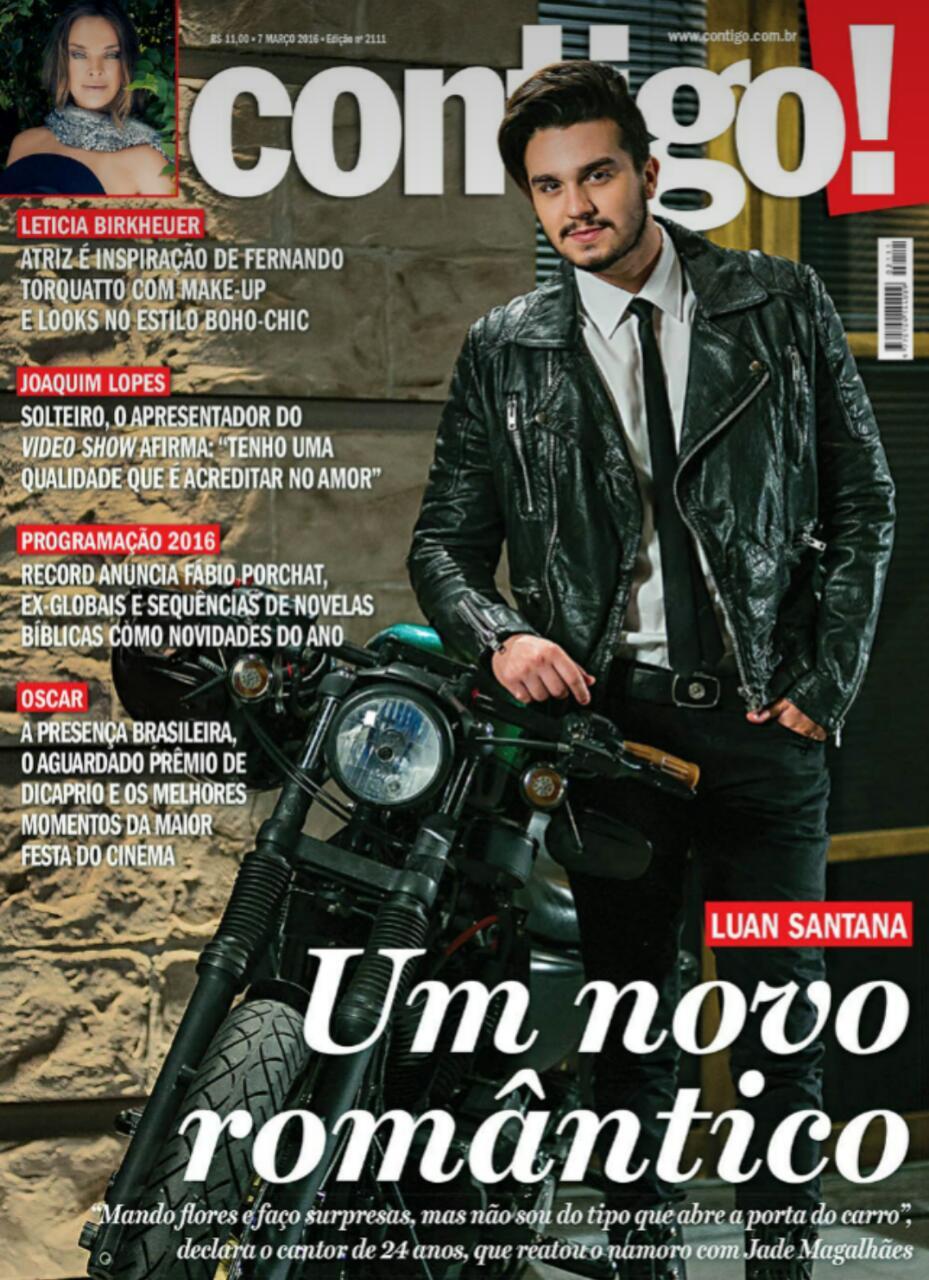 R$ 11,00 • 7 MARÇO 2016 • Edição nº 2111
www.contigo.com.br
contigo!
LETICIA BIRKHEUER
ATRIZ É INSPIRAÇÃO DE FERNANDO
TORQUATTO COM MAKE-UP
E LOOKS NO ESTILO BOHO-CHIC
JOAQUIM LOPES
SOLTEIRO, O APRESENTADOR DO
VIDEO SHOW AFIRMA: “TENHO UMA
QUALIDADE QUE É ACREDITAR NO AMOR”
PROGRAMAÇÃO 2016
RECORD ANUNCIA FÁBIO PORCHAT,
EX-GLOBAIS E SEQUÊNCIAS DE NOVELAS
BÍBLICAS COMO NOVIDADES DO ANO
OSCAR
A PRESENÇA BRASILEIRA,
O AGUARDADO PRÊMIO DE
DICAPRIO E OS MELHORES
MOMENTOS DA MAIOR
FESTA DO CINEMA
LUAN SANTANA
Um novo
romântico
“Mando flores e faço surpresas, mas não sou do tipo que abre a porta do carro”,
declara o cantor de 24 anos, que reatou o namoro com Jade Magalhães